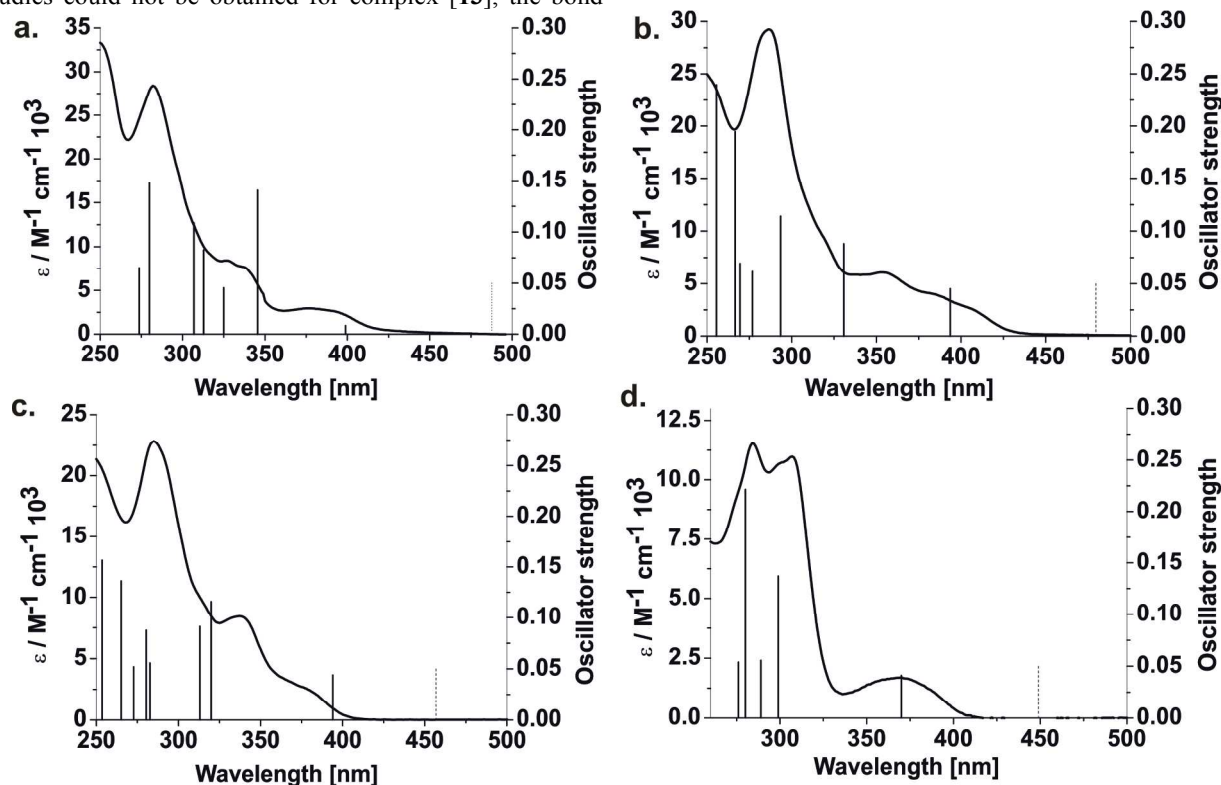 udies could not be obtained for complex [15], the bond
a.
35
30
25
20
15
10
5
0
ε / M-1 cm-1 103
0.30
0.25
0.20
0.15
0.10
0.05
0.00
Oscillator strength
250 300 350 400 450 500
Wavelength [nm]
b.
30
25
20
15
10
5
0
ε / M-1 cm-1 103
0.30
0.25
0.20
0.15
0.10
0.05
0.00
Oscillator strength
250 300 350 400 450 500
Wavelength [nm]
c.
25
20
15
10
5
0
ε / M-1 cm-1 103
0.30
0.25
0.20
0.15
0.10
0.05
0.00
Oscillator strength
250 300 350 400 450 500
Wavelength [nm]
d.
12.5
10.0
7.5
5.0
2.5
0.0
ε / M-1 cm-1 103
0.30
0.25
0.20
0.15
0.10
0.05
0.00
Oscillator strength
300 350 400 450 500
Wavelength [nm]